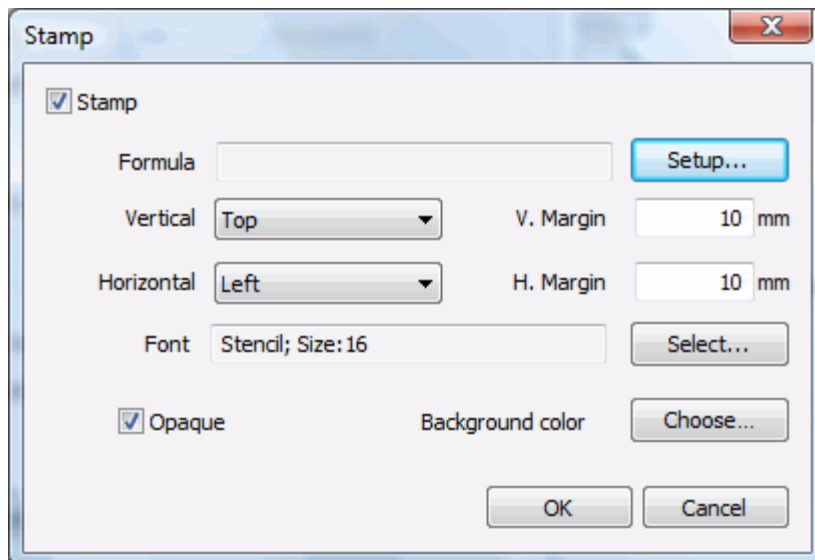 Stamp
Stamp
Formula Setup...
Vertical Top V. Margin 10 mm
Horizontal Left H. Margin 10 mm
Font Stencil; Size:16 Select...
Opaque Background color Choose...
OK Cancel